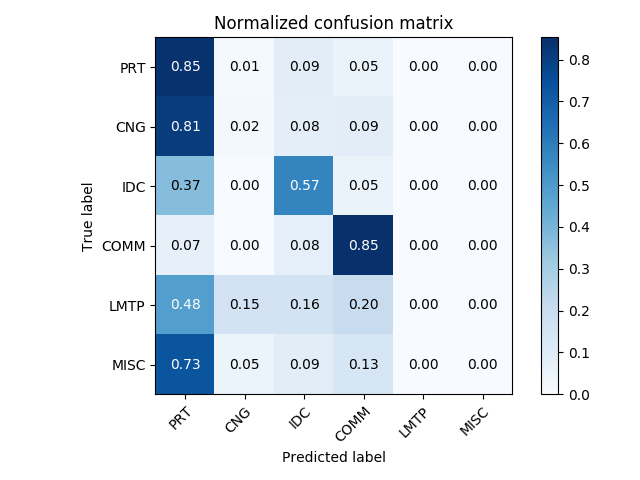 Normalized confusion matrix
PRT 0.85 0.01 0.09 0.05 0.00 0.00
CNG 0.81 0.02 0.08 0.09 0.00 0.00
IDC 0.37 0.00 0.57 0.05 0.00 0.00
COMM 0.07 0.00 0.08 0.85 0.00 0.00
LMTP 0.48 0.15 0.16 0.20 0.00 0.00
MISC 0.73 0.05 0.09 0.13 0.00 0.00
PRT CNG IDC COMM LMTP MISC
True label
Predicted label
0.8
0.7
0.6
0.5
0.4
0.3
0.2
0.1
0.0